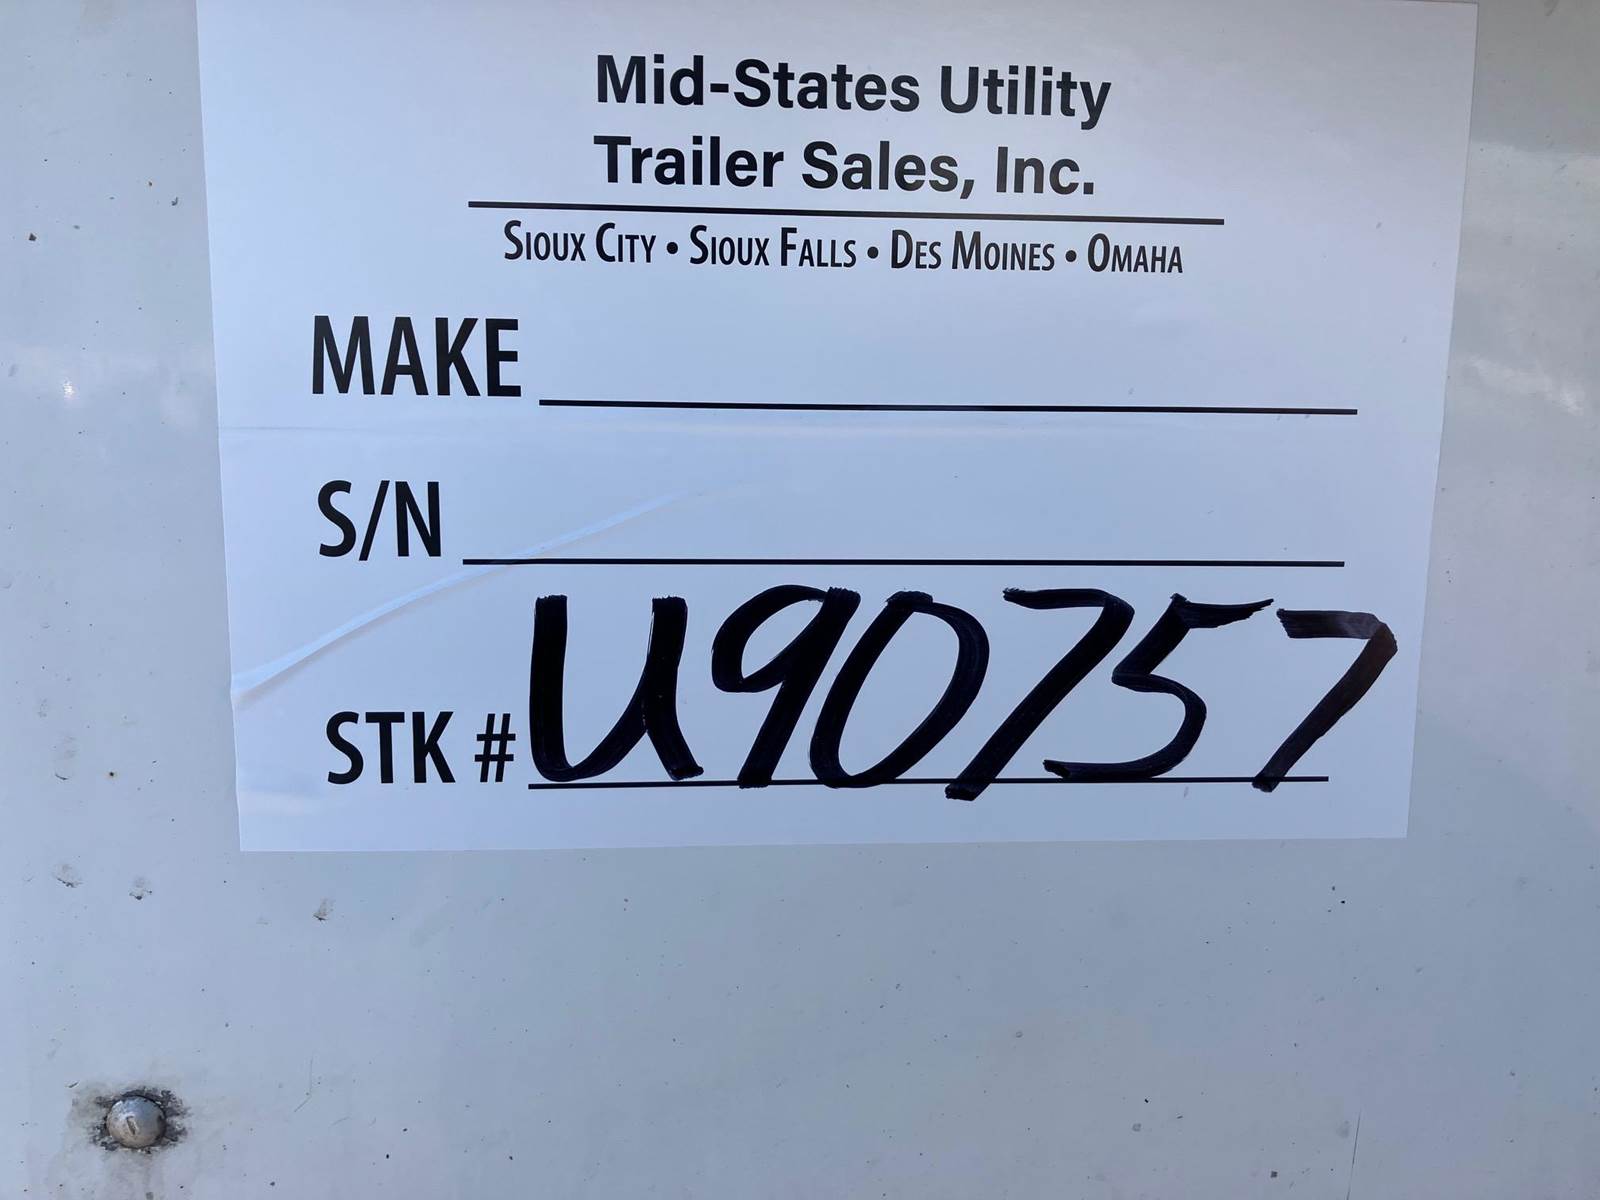 Mid-States Utility
Trailer Sales, Inc.
Sioux City • Sioux Falls • Des Moines • Omaha
MAKE
S/N
STK # U90757